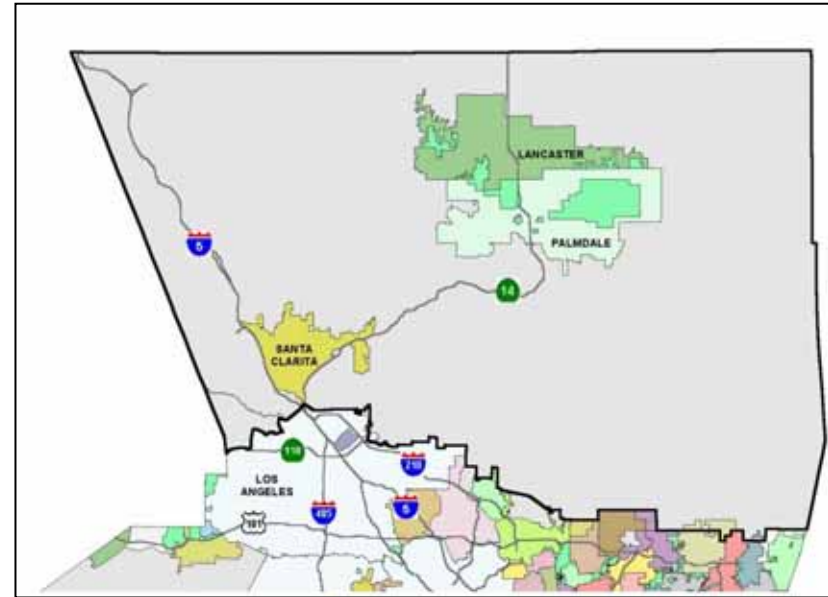 LANCASTER
PALMDALE
5
14
SANTA
CLARITA
118
210
LOS
ANGELES
405
5
101